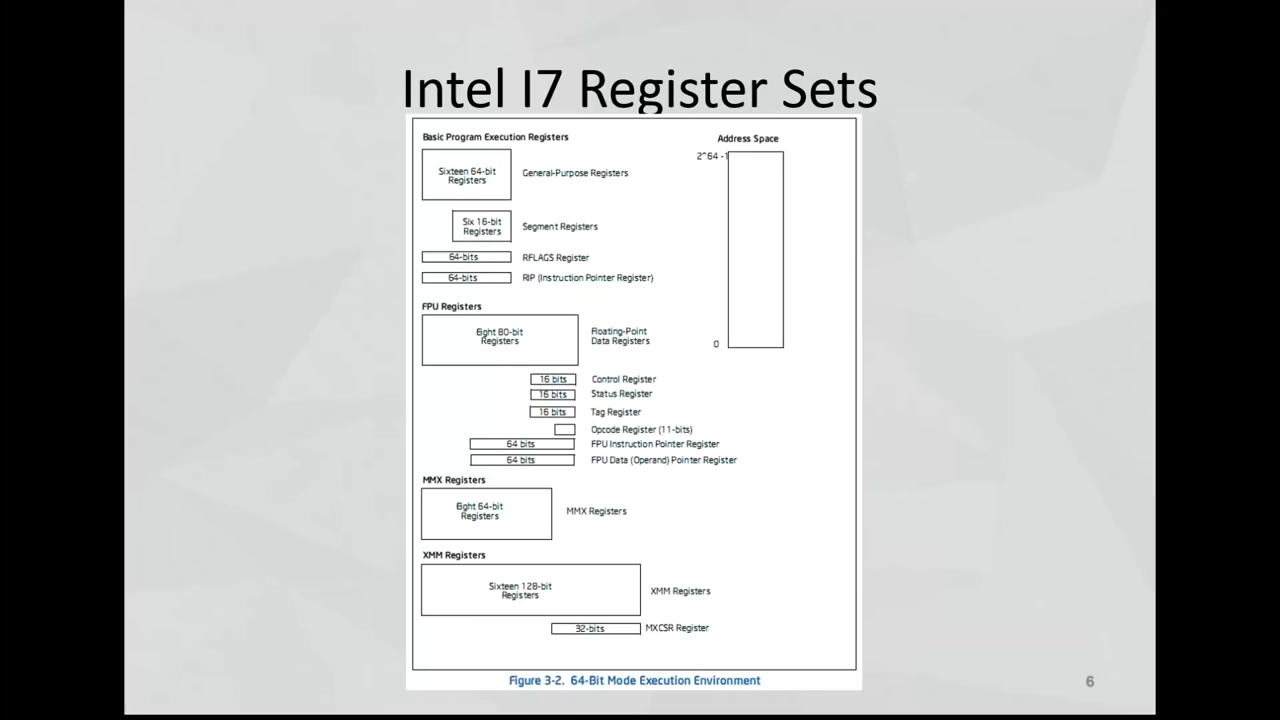 Intel I7 Register Sets
Basic Program Execution Registers
Address Space
2^64 -1
Sixteen 64-bit
Registers
General-Purpose Registers
Six 16-bit
Registers
Segment Registers
64-bits
RFLAGS Register
64-bits
RIP (Instruction Pointer Register)
FPU Registers
Eight 80-bit
Registers
Floating-Point
Data Registers
0
16 bits
Control Register
16 bits
Status Register
16 bits
Tag Register
Opcode Register (11-bits)
64 bits
FPU Instruction Pointer Register
64 bits
FPU Data (Operand) Pointer Register
MMX Registers
Eight 64-bit
Registers
MMX Registers
XMM Registers
Sixteen 128-bit
Registers
XMM Registers
32-bits
MXCSR Register
Figure 3-2. 64-Bit Mode Execution Environment
6